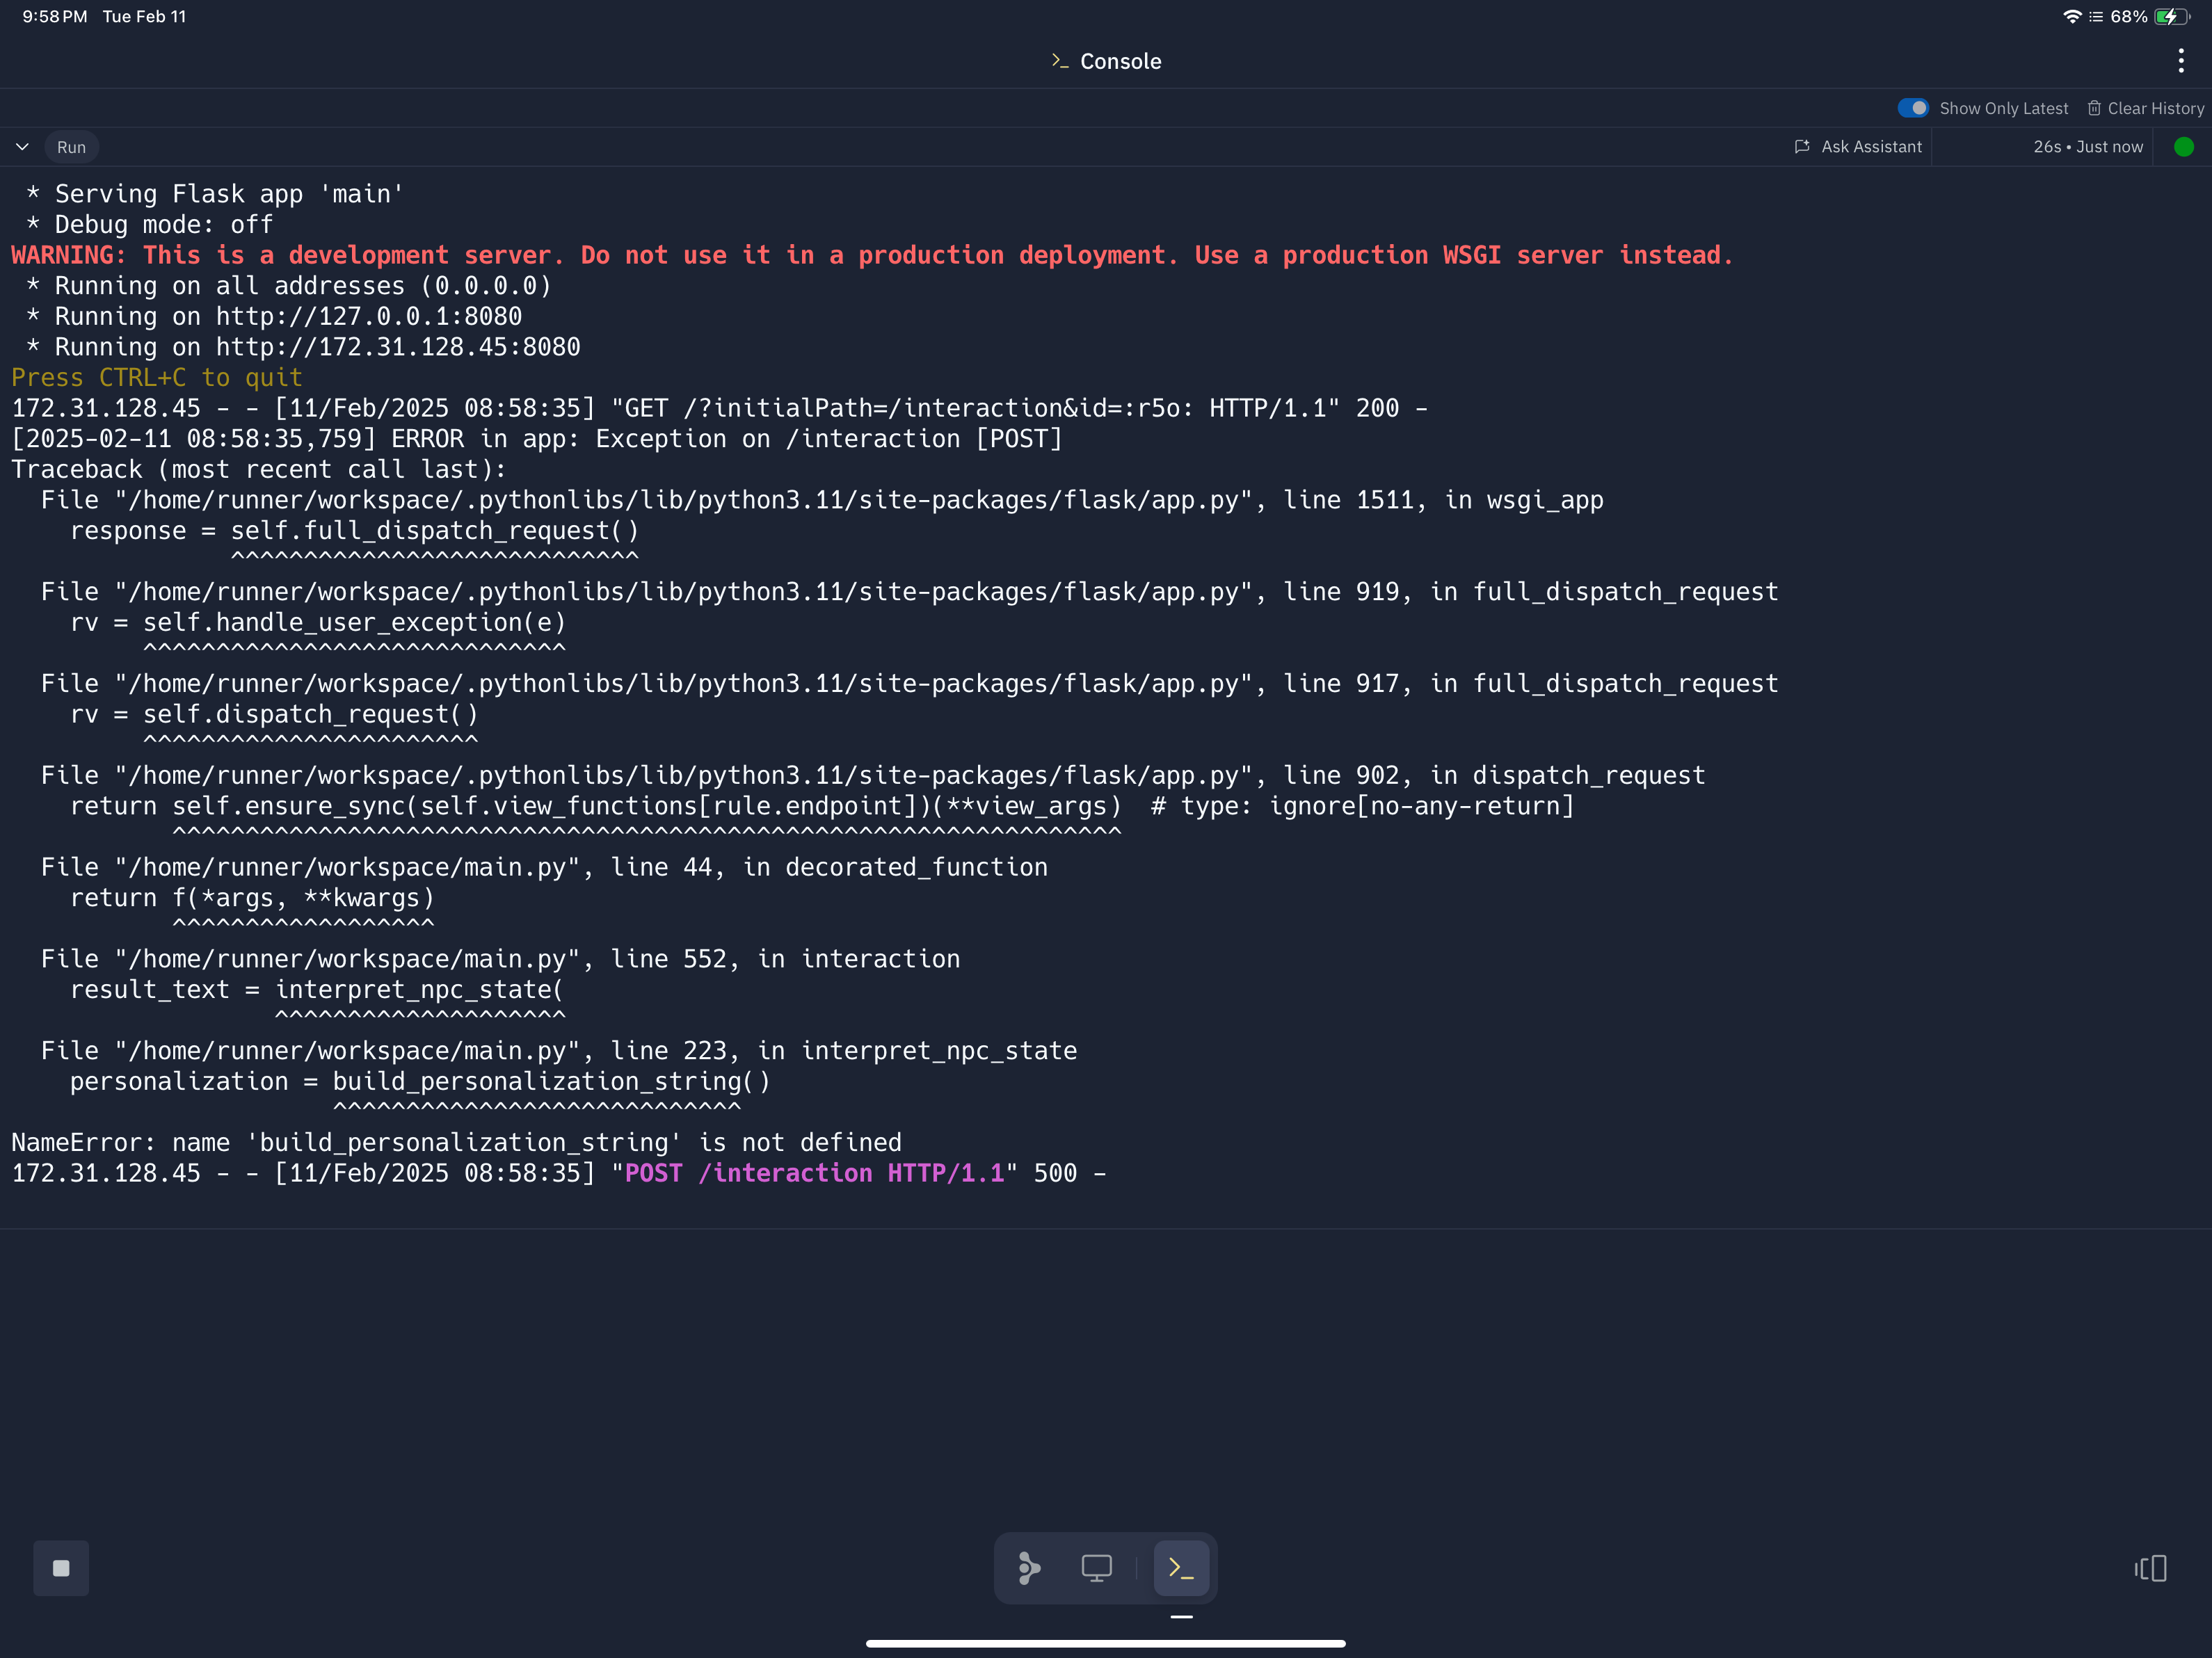 9:58 PM Tue Feb 11
68%
>_ Console
Show Only Latest Clear History
Run Ask Assistant 26s • Just now
* Serving Flask app 'main'
* Debug mode: off
WARNING: This is a development server. Do not use it in a production deployment. Use a production WSGI server instead.
* Running on all addresses (0.0.0.0)
* Running on http://127.0.0.1:8080
* Running on http://172.31.128.45:8080
Press CTRL+C to quit
172.31.128.45 - - [11/Feb/2025 08:58:35] "GET /?initialPath=/interaction&id=:r5o: HTTP/1.1" 200 -
[2025-02-11 08:58:35,759] ERROR in app: Exception on /interaction [POST]
Traceback (most recent call last):
  File "/home/runner/workspace/.pythonlibs/lib/python3.11/site-packages/flask/app.py", line 1511, in wsgi_app
    response = self.full_dispatch_request()
               ^^^^^^^^^^^^^^^^^^^^^^^^^^^^
  File "/home/runner/workspace/.pythonlibs/lib/python3.11/site-packages/flask/app.py", line 919, in full_dispatch_request
    rv = self.handle_user_exception(e)
         ^^^^^^^^^^^^^^^^^^^^^^^^^^^^^
  File "/home/runner/workspace/.pythonlibs/lib/python3.11/site-packages/flask/app.py", line 917, in full_dispatch_request
    rv = self.dispatch_request()
         ^^^^^^^^^^^^^^^^^^^^^^^
  File "/home/runner/workspace/.pythonlibs/lib/python3.11/site-packages/flask/app.py", line 902, in dispatch_request
    return self.ensure_sync(self.view_functions[rule.endpoint])(**view_args)  # type: ignore[no-any-return]
           ^^^^^^^^^^^^^^^^^^^^^^^^^^^^^^^^^^^^^^^^^^^^^^^^^^^^^^^^^^^^^^^^^
  File "/home/runner/workspace/main.py", line 44, in decorated_function
    return f(*args, **kwargs)
           ^^^^^^^^^^^^^^^^^^
  File "/home/runner/workspace/main.py", line 552, in interaction
    result_text = interpret_npc_state(
                  ^^^^^^^^^^^^^^^^^^^^
  File "/home/runner/workspace/main.py", line 223, in interpret_npc_state
    personalization = build_personalization_string()
                      ^^^^^^^^^^^^^^^^^^^^^^^^^^^^
NameError: name 'build_personalization_string' is not defined
172.31.128.45 - - [11/Feb/2025 08:58:35] "POST /interaction HTTP/1.1" 500 -